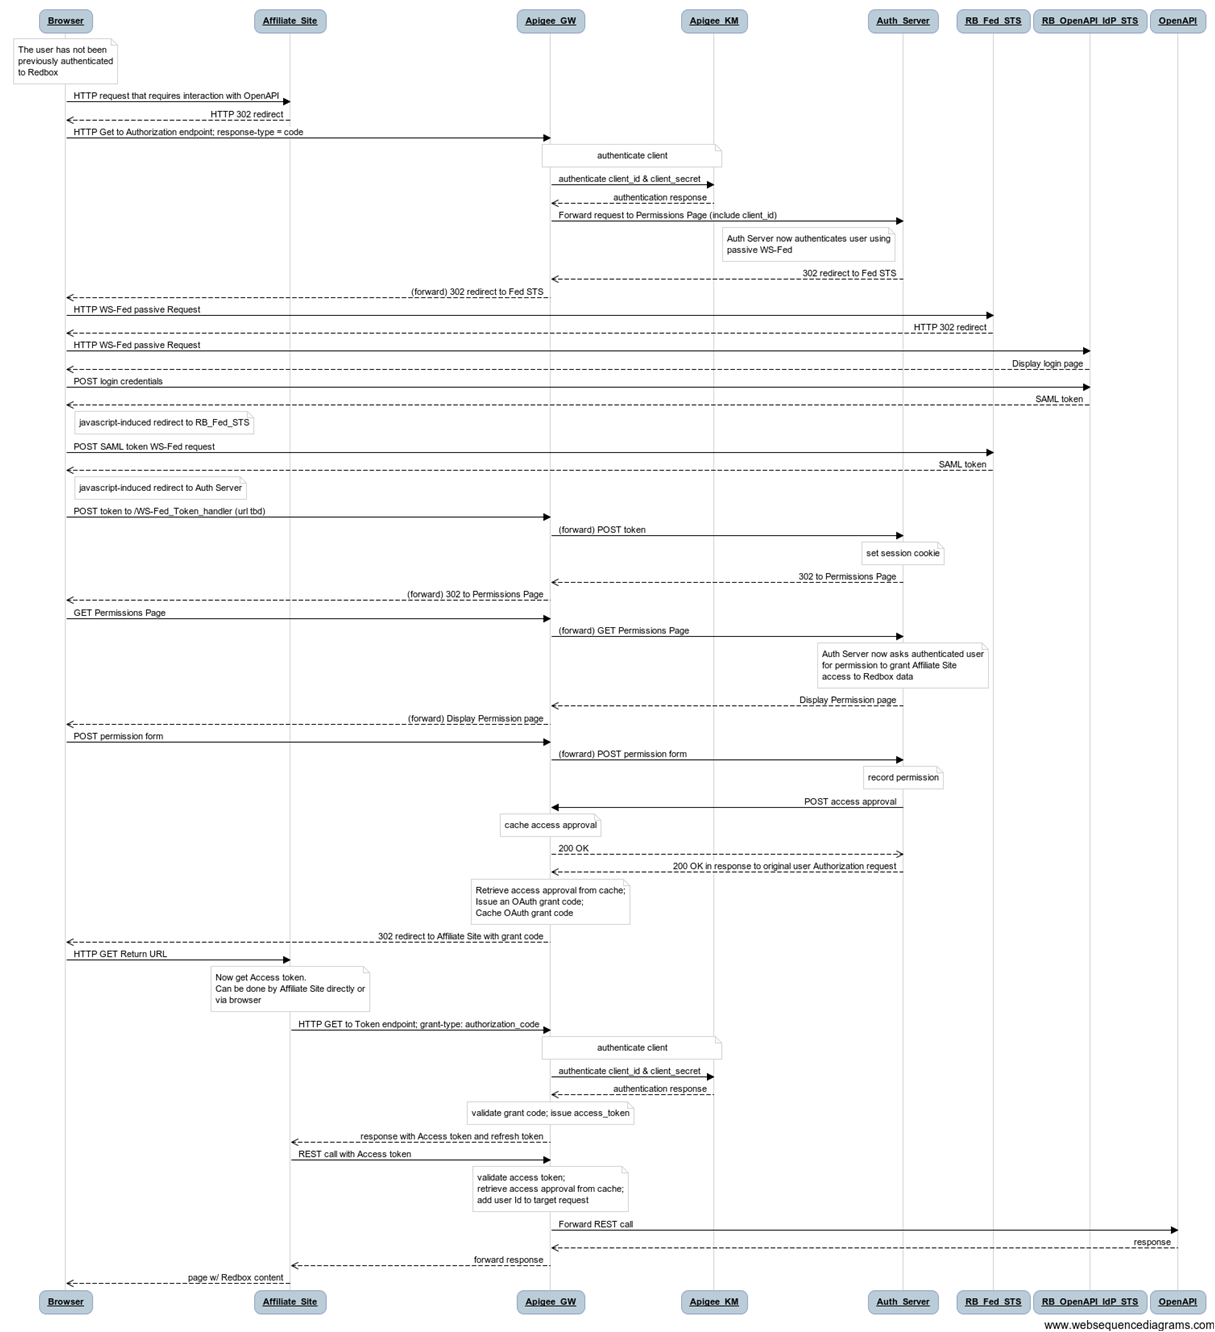 Browser
Affiliate_Site
Apigee_GW
Apigee_KM
Auth_Server
RB_Fed_STS
RB_OpenAPI_IdP_STS
OpenAPI
The user has not been
previously authenticated
to Redbox
HTTP request that requires interaction with OpenAPI
HTTP 302 redirect
HTTP Get to Authorization endpoint; response-type = code
authenticate client
authenticate client_id & client_secret
authentication response
Forward request to Permissions Page (include client_id)
Auth Server now authenticates user using
passive WS-Fed
302 redirect to Fed STS
(forward) 302 redirect to Fed STS
HTTP WS-Fed passive Request
HTTP 302 redirect
HTTP WS-Fed passive Request
Display login page
POST login credentials
SAML token
javascript-induced redirect to RB_Fed_STS
POST SAML token WS-Fed request
SAML token
javascript-induced redirect to Auth Server
POST token to /WS-Fed_Token_handler (url tbd)
(forward) POST token
set session cookie
302 to Permissions Page
(forward) 302 to Permissions Page
GET Permissions Page
(forward) GET Permissions Page
Auth Server now asks authenticated user
for permission to grant Affiliate Site
access to Redbox data
Display Permission page
(forward) Display Permission page
POST permission form
(fowrard) POST permission form
record permission
POST access approval
cache access approval
200 OK
200 OK in response to original user Authorization request
Retrieve access approval from cache;
Issue an OAuth grant code;
Cache OAuth grant code
302 redirect to Affiliate Site with grant code
HTTP GET Return URL
Now get Access token.
Can be done by Affiliate Site directly or
via browser
HTTP GET to Token endpoint; grant-type: authorization_code
authenticate client
authenticate client_id & client_secret
authentication response
validate grant code; issue access_token
response with Access token and refresh token
REST call with Access token
validate access token;
retrieve access approval from cache;
add user Id to target request
Forward REST call
response
forward response
page w/ Redbox content
Browser
Affiliate_Site
Apigee_GW
Apigee_KM
Auth_Server
RB_Fed_STS
RB_OpenAPI_IdP_STS
OpenAPI
www.websequencediagrams.com